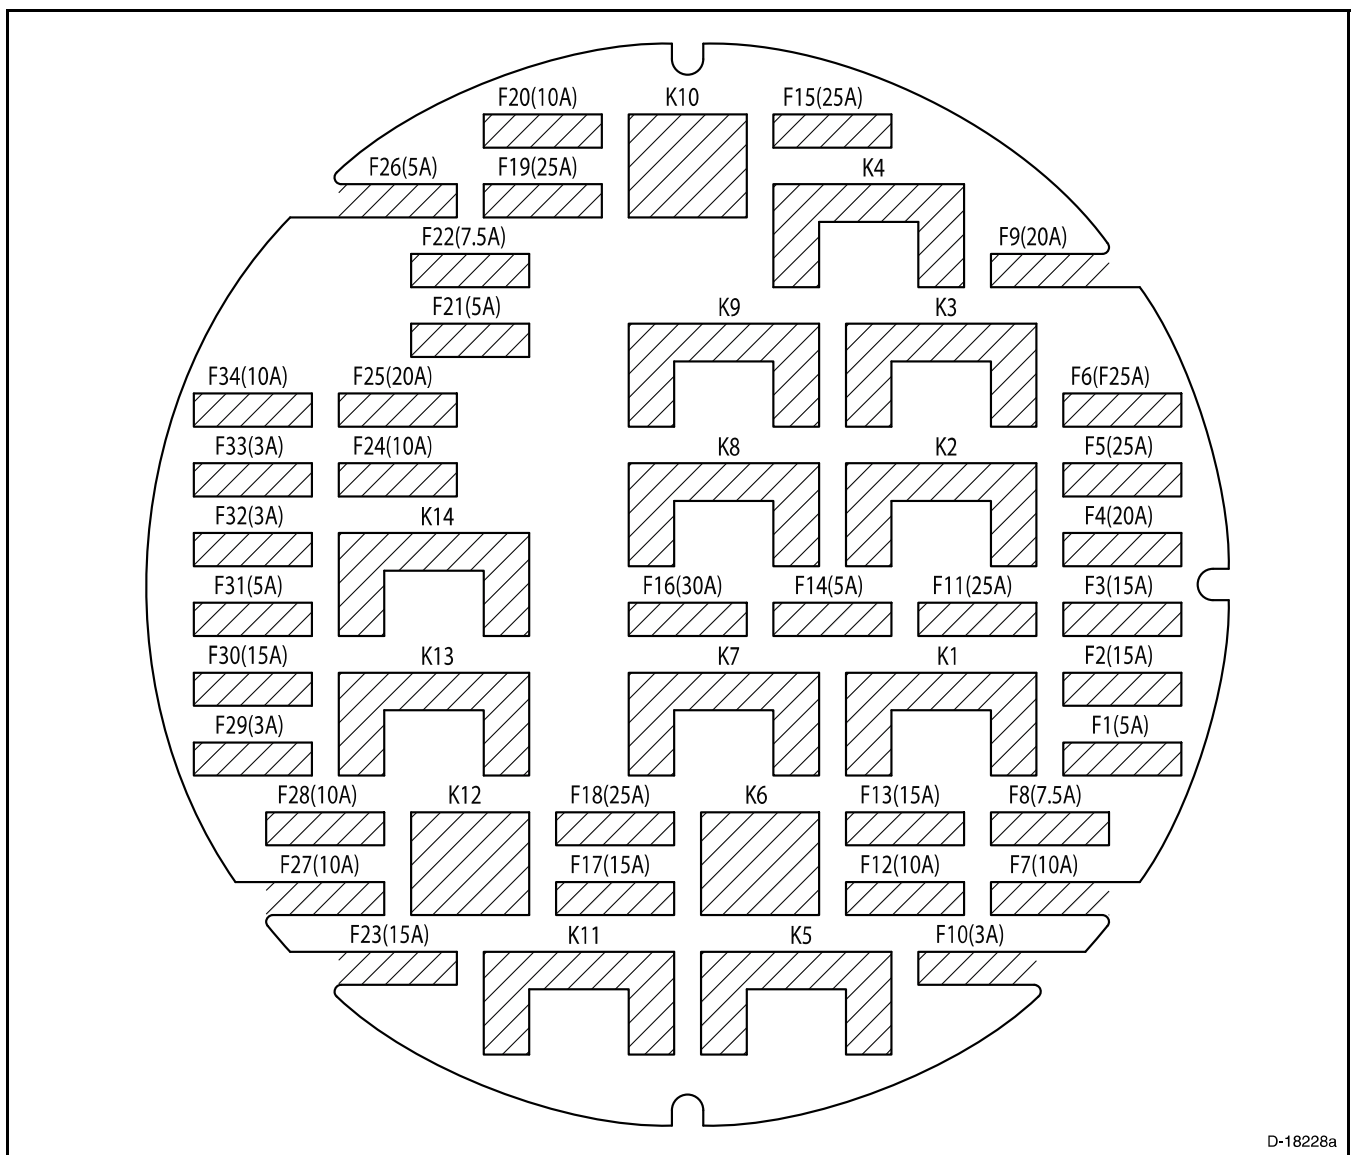 F20(10A) K10 F15(25A)
F26(5A) F19(25A) K4
F22(7.5A) F9(20A)
F21(5A) K9 K3
F34(10A) F25(20A) F6(F25A)
F33(3A) F24(10A) K8 K2 F5(25A)
F32(3A) K14 F4(20A)
F31(5A) F16(30A) F14(5A) F11(25A) F3(15A)
F30(15A) K13 K7 K1 F2(15A)
F29(3A) F1(5A)
F28(10A) K12 F18(25A) K6 F13(15A) F8(7.5A)
F27(10A) F17(15A) F12(10A) F7(10A)
F23(15A) K11 K5 F10(3A)
D-18228a